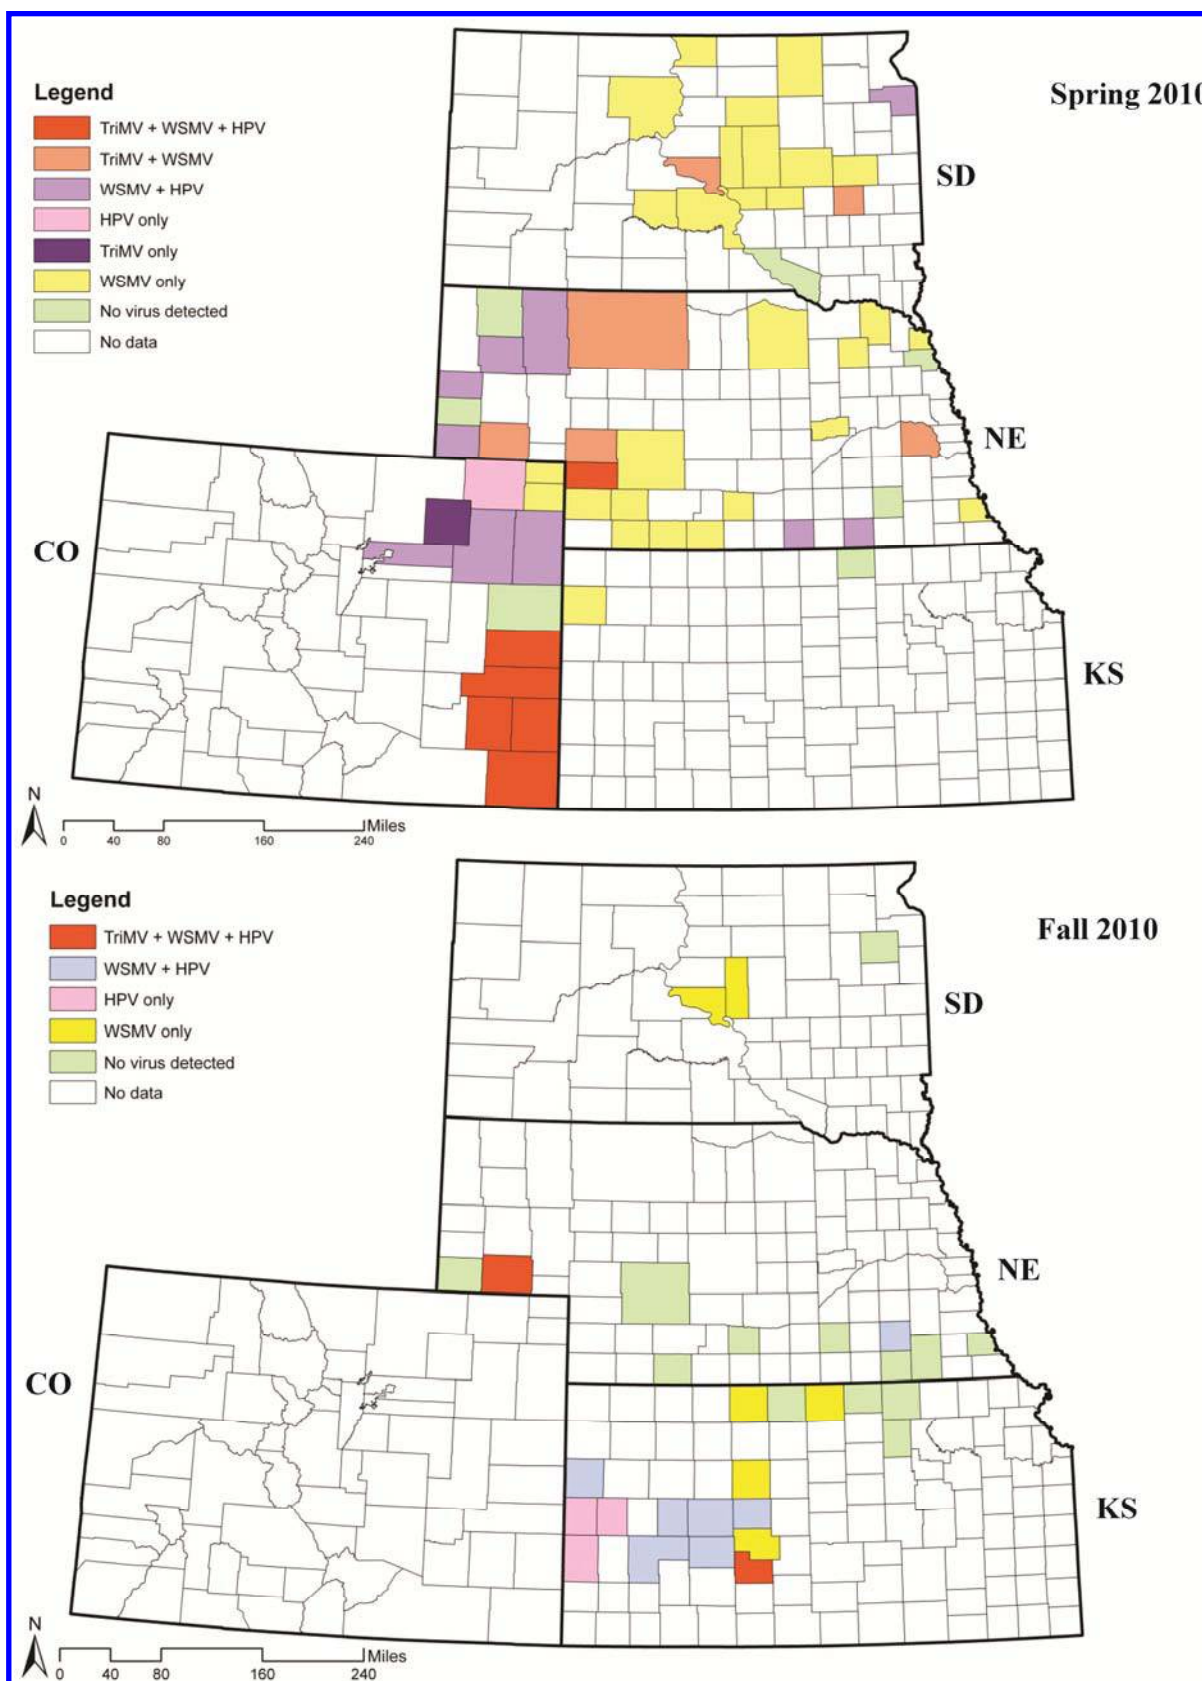 Spring 2010
Legend
TriMV + WSMV + HPV
TriMV + WSMV
WSMV + HPV
HPV only
TriMV only
WSMV only
No virus detected
No data
SD
NE
CO
KS
N
0 40 80 160 240 Miles
Legend
TriMV + WSMV + HPV
WSMV + HPV
HPV only
WSMV only
No virus detected
No data
Fall 2010
SD
NE
CO
KS
N
0 40 80 160 240 Miles